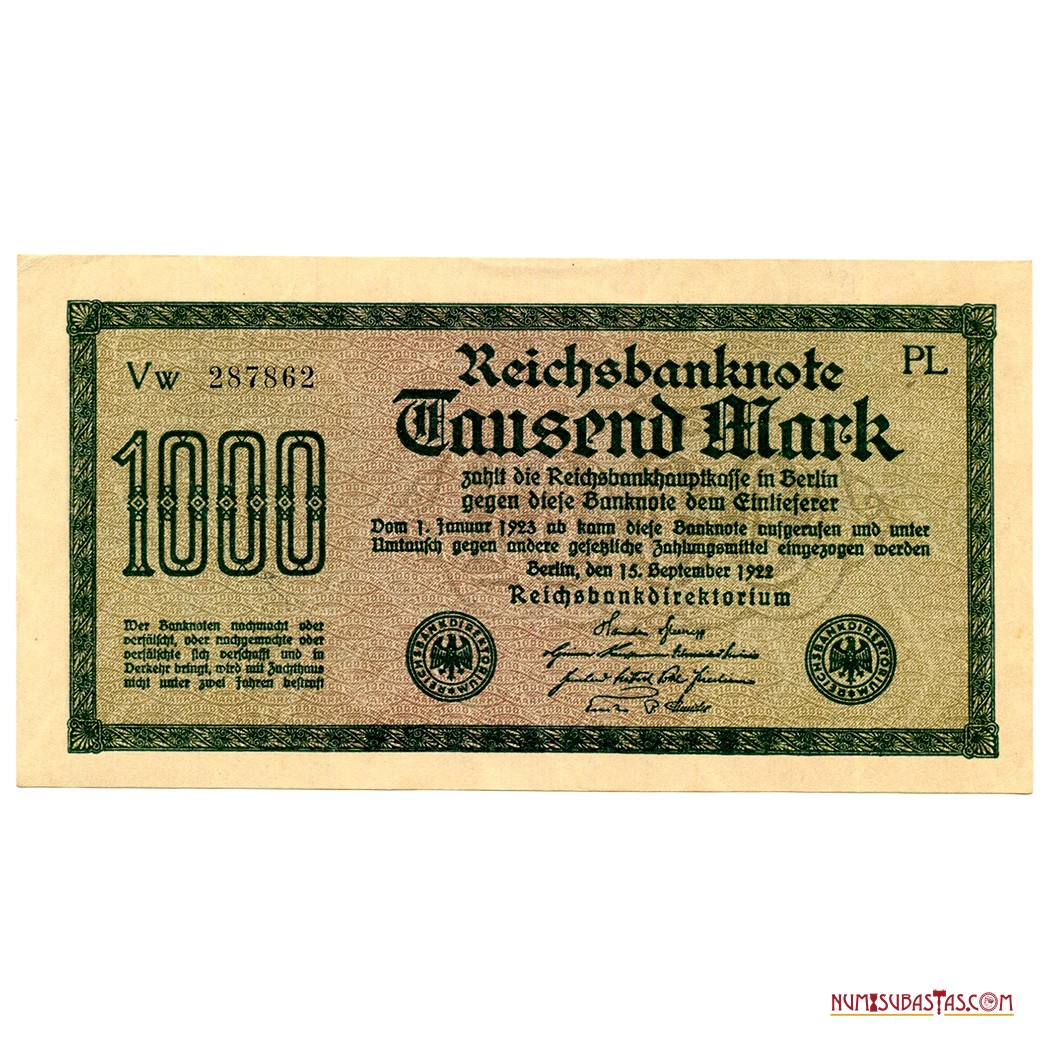 Vw 287862
PL
Reichsbanknote
Tausend Mark
1000
zahlt die Reichsbankhauptkasse in Berlin
gegen diese Banknote dem Einlieferer
Vom 1. Januar 1923 ab kann diese Banknote aufgerufen und unter
Umtausch gegen andere gesetzliche Zahlungsmittel eingezogen werden
Berlin, den 15. September 1922
Reichsbankdirektorium
Wer Banknoten nachmacht oder
verfälscht, oder nachgemachte oder
verfälschte sich verschafft und in
Verkehr bringt, wird mit Zuchthaus
nicht unter zwei Jahren bestraft
REICHSBANKDIREKTORIUM
REICHSBANKDIREKTORIUM
NUMISUBASTAS.COM